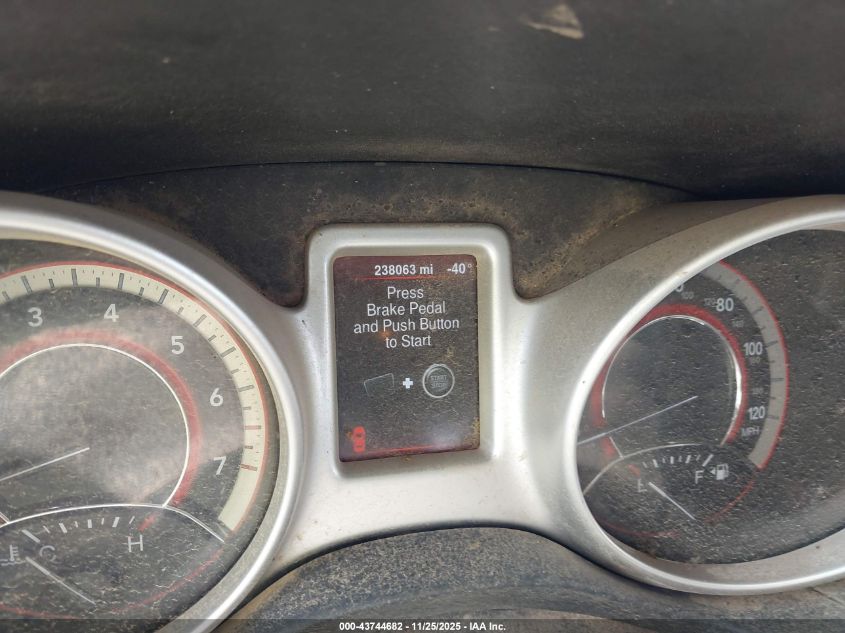 238063 mi -40°
Press
Brake Pedal
and Push Button
to Start
START
3
4
5
6
7
H
80
100
120
MPH
F
000-43744682 - 11/25/2025 - IAA Inc.